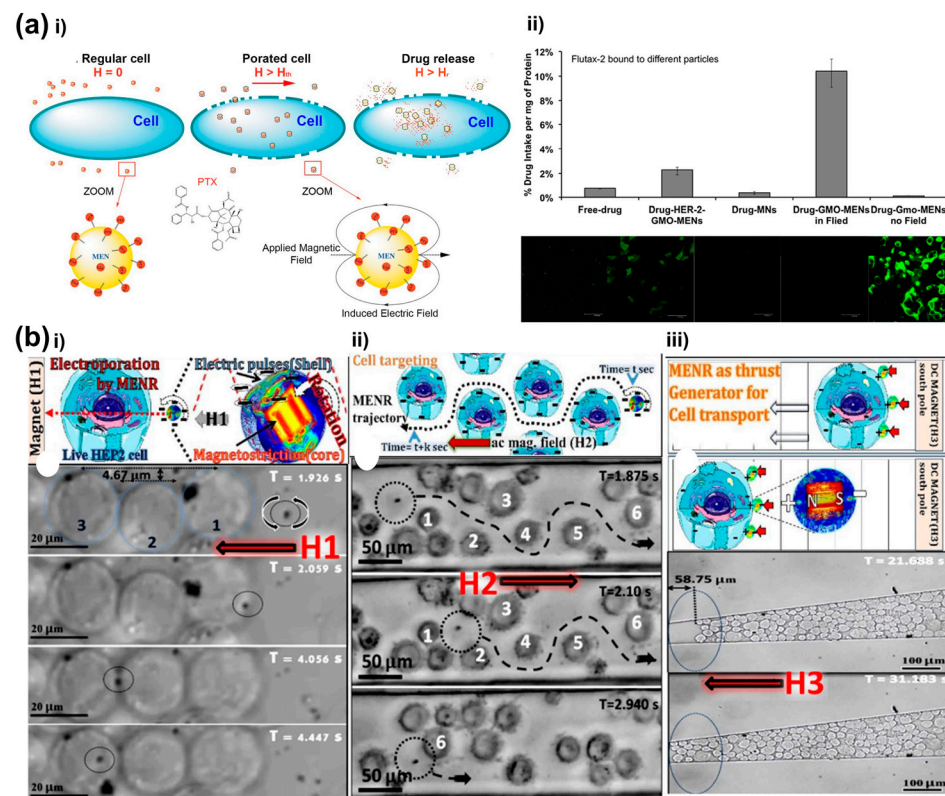 (a) i)
Regular cell
H = 0
Porated cell
H > Hth
Drug release
H > Hr
Cell
Cell
Cell
ZOOM
PTX
ZOOM
MEN
Applied Magnetic
Field
MEN
Induced Electric Field
ii)
12%
10%
8%
6%
4%
2%
0%
% Drug Intake per mg of Protein
Flutax-2 bound to different particles
Free-drug
Drug-HER-2-
GMO-MENs
Drug-MNs
Drug-GMO-MENs
in Flied
Drug-Gmo-MENs
no Field
(b) i)
Magnet (H1)
Electroporation
by MENR
Electric pulses(Shell)
Rotation
H1
Live HEP2 cell
Magnetostriction(core)
4.67 µm
T = 1.926 s
3
2
1
20 µm
H1
T = 2.059 s
20 µm
T = 4.056 s
20 µm
T = 4.447 s
20 µm
ii)
Cell targeting
Time= t sec
MENR
trajectory
Time= t+k sec
ac mag. field (H2)
T=1.875 s
1
2
3
4
5
6
50 µm
H2
T=2.10 s
1
2
3
4
5
6
50 µm
T=2.940 s
6
50 µm
iii)
MENR as thrust
Generator for
Cell transport
DC MAGNET(H3)
south pole
N S
DC MAGNET(H3)
south pole
T = 21.688 s
58.75 µm
100 µm
H3
T = 31.183 s
100 µm